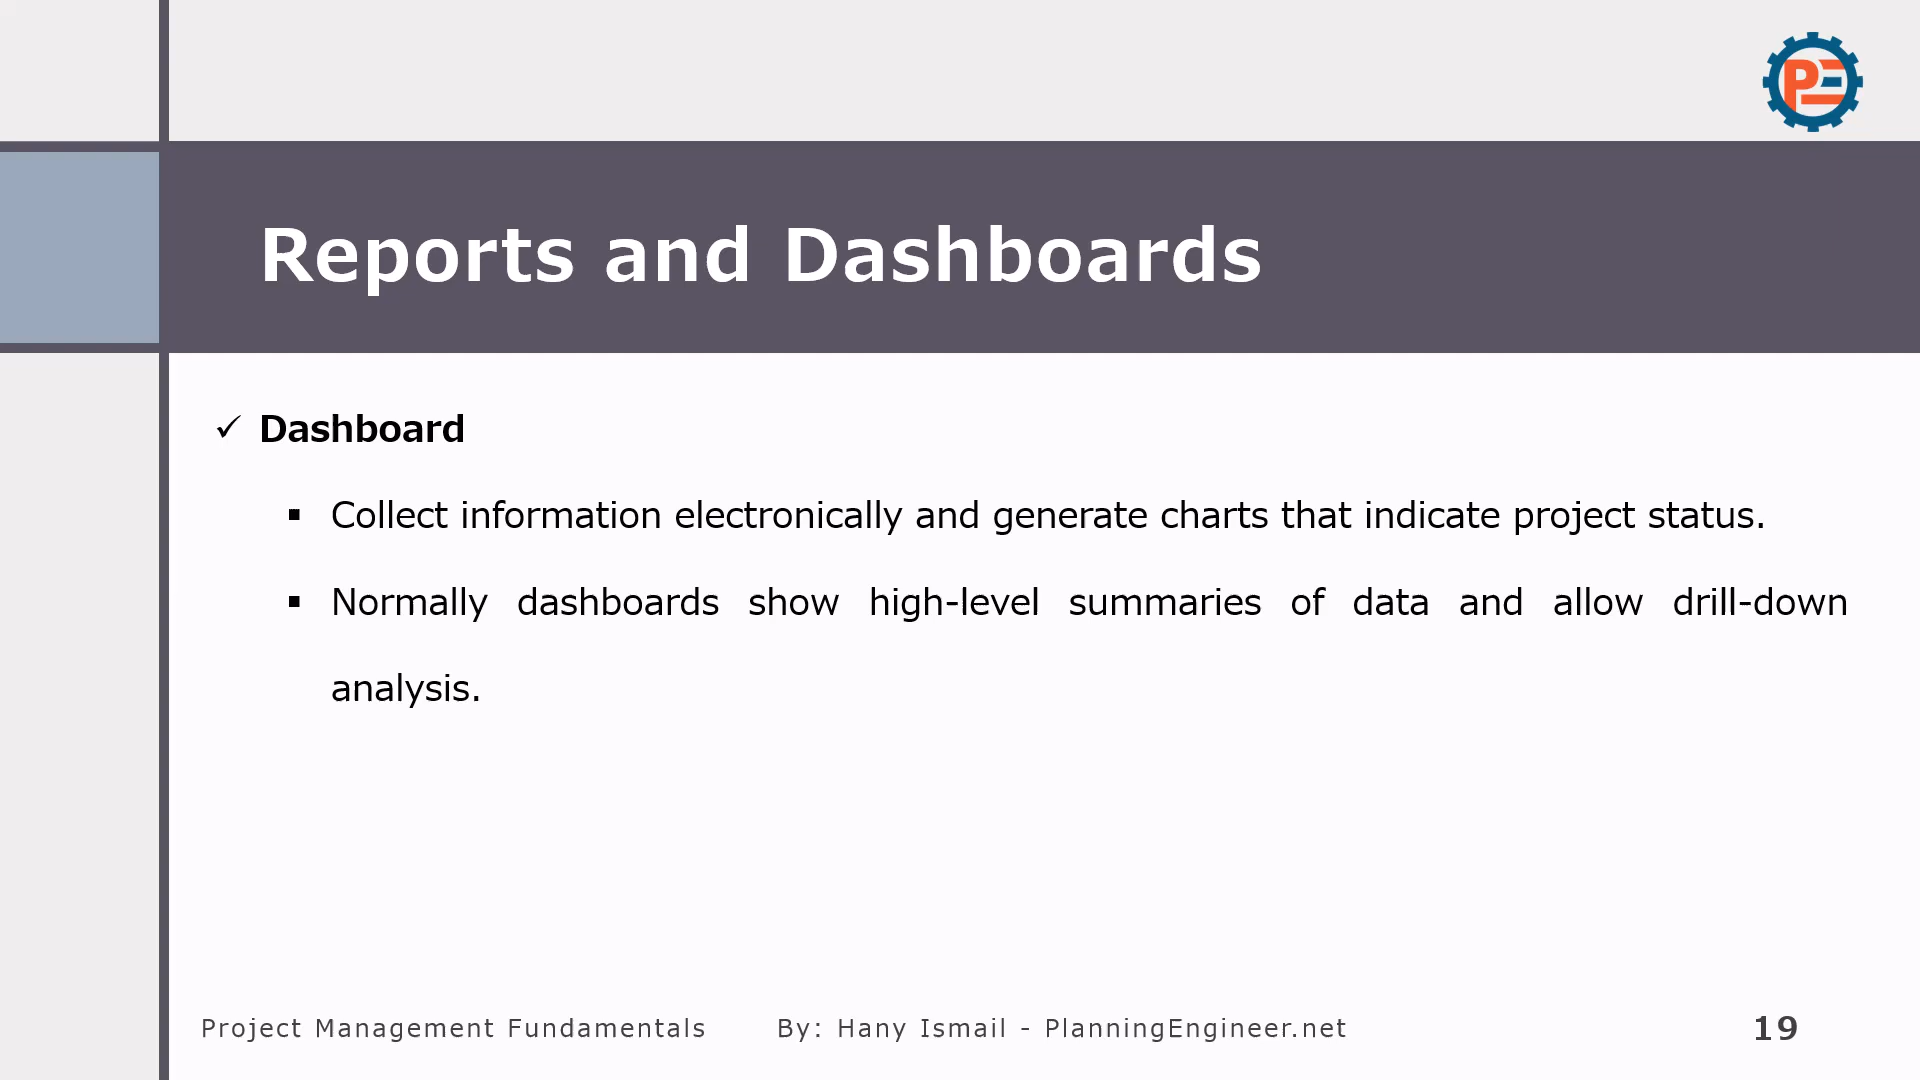 PE
Reports and Dashboards
✓ Dashboard
▪ Collect information electronically and generate charts that indicate project status.
▪ Normally dashboards show high-level summaries of data and allow drill-down
analysis.
Project Management Fundamentals By: Hany Ismail - PlanningEngineer.net 19